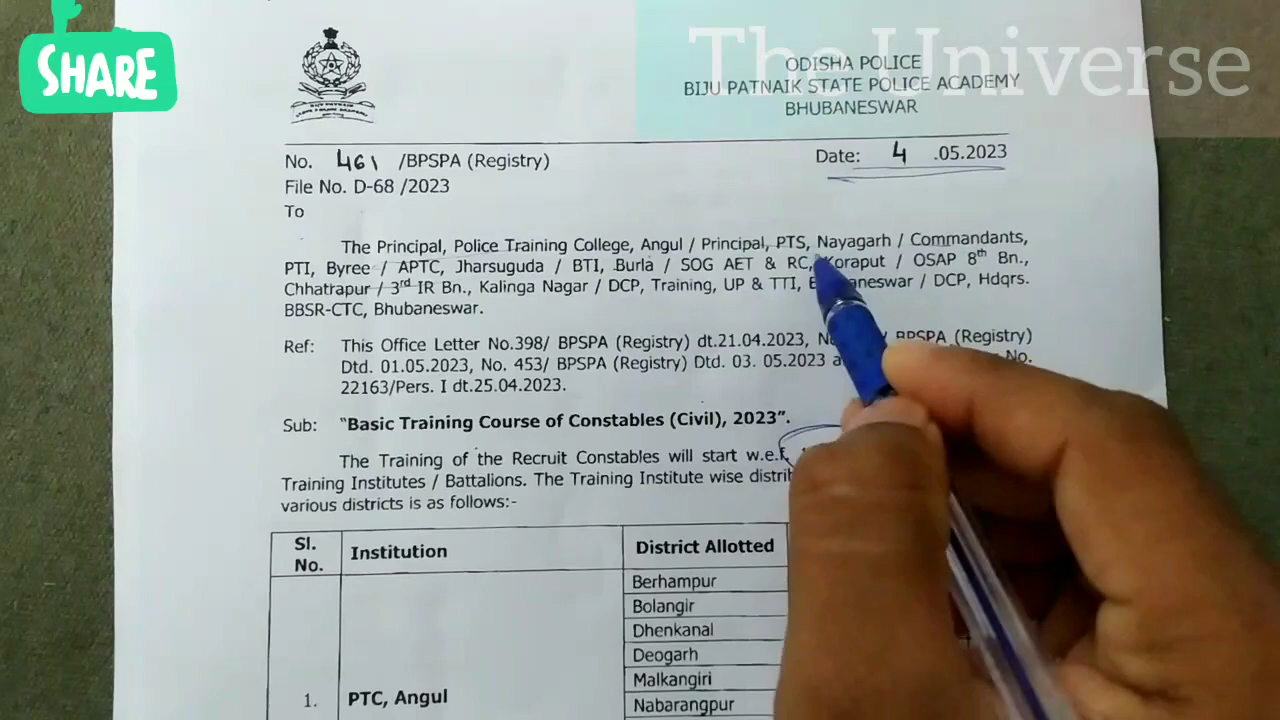 SHARE
The Universe
ODISHA POLICE
BIJU PATNAIK STATE POLICE ACADEMY
BHUBANESWAR
No. 461 /BPSPA (Registry)
Date: 4 .05.2023
File No. D-68 /2023
To
The Principal, Police Training College, Angul / Principal, PTS, Nayagarh / Commandants,
PTI, Byree / APTC, Jharsuguda / BTI, Burla / SOG AET & RC, Koraput / OSAP 8th Bn.,
Chhatrapur / 3rd IR Bn., Kalinga Nagar / DCP, Training, UP & TTI, / DCP, Hdqrs.
BBSR-CTC, Bhubaneswar.
Ref: This Office Letter No.398/ BPSPA (Registry) dt.21.04.2023, BPSPA (Registry)
Dtd. 01.05.2023, No. 453/ BPSPA (Registry) Dtd. 03. 05.2023 No.
22163/Pers. I dt.25.04.2023.
Sub: "Basic Training Course of Constables (Civil), 2023".
The Training of the Recruit Constables will start w.e.f.
Training Institutes / Battalions. The Training Institute wise
various districts is as follows:-
Sl. No.
Institution
District Allotted
Berhampur
Bolangir
Dhenkanal
Deogarh
Malkangiri
1. PTC, Angul
Nabarangpur